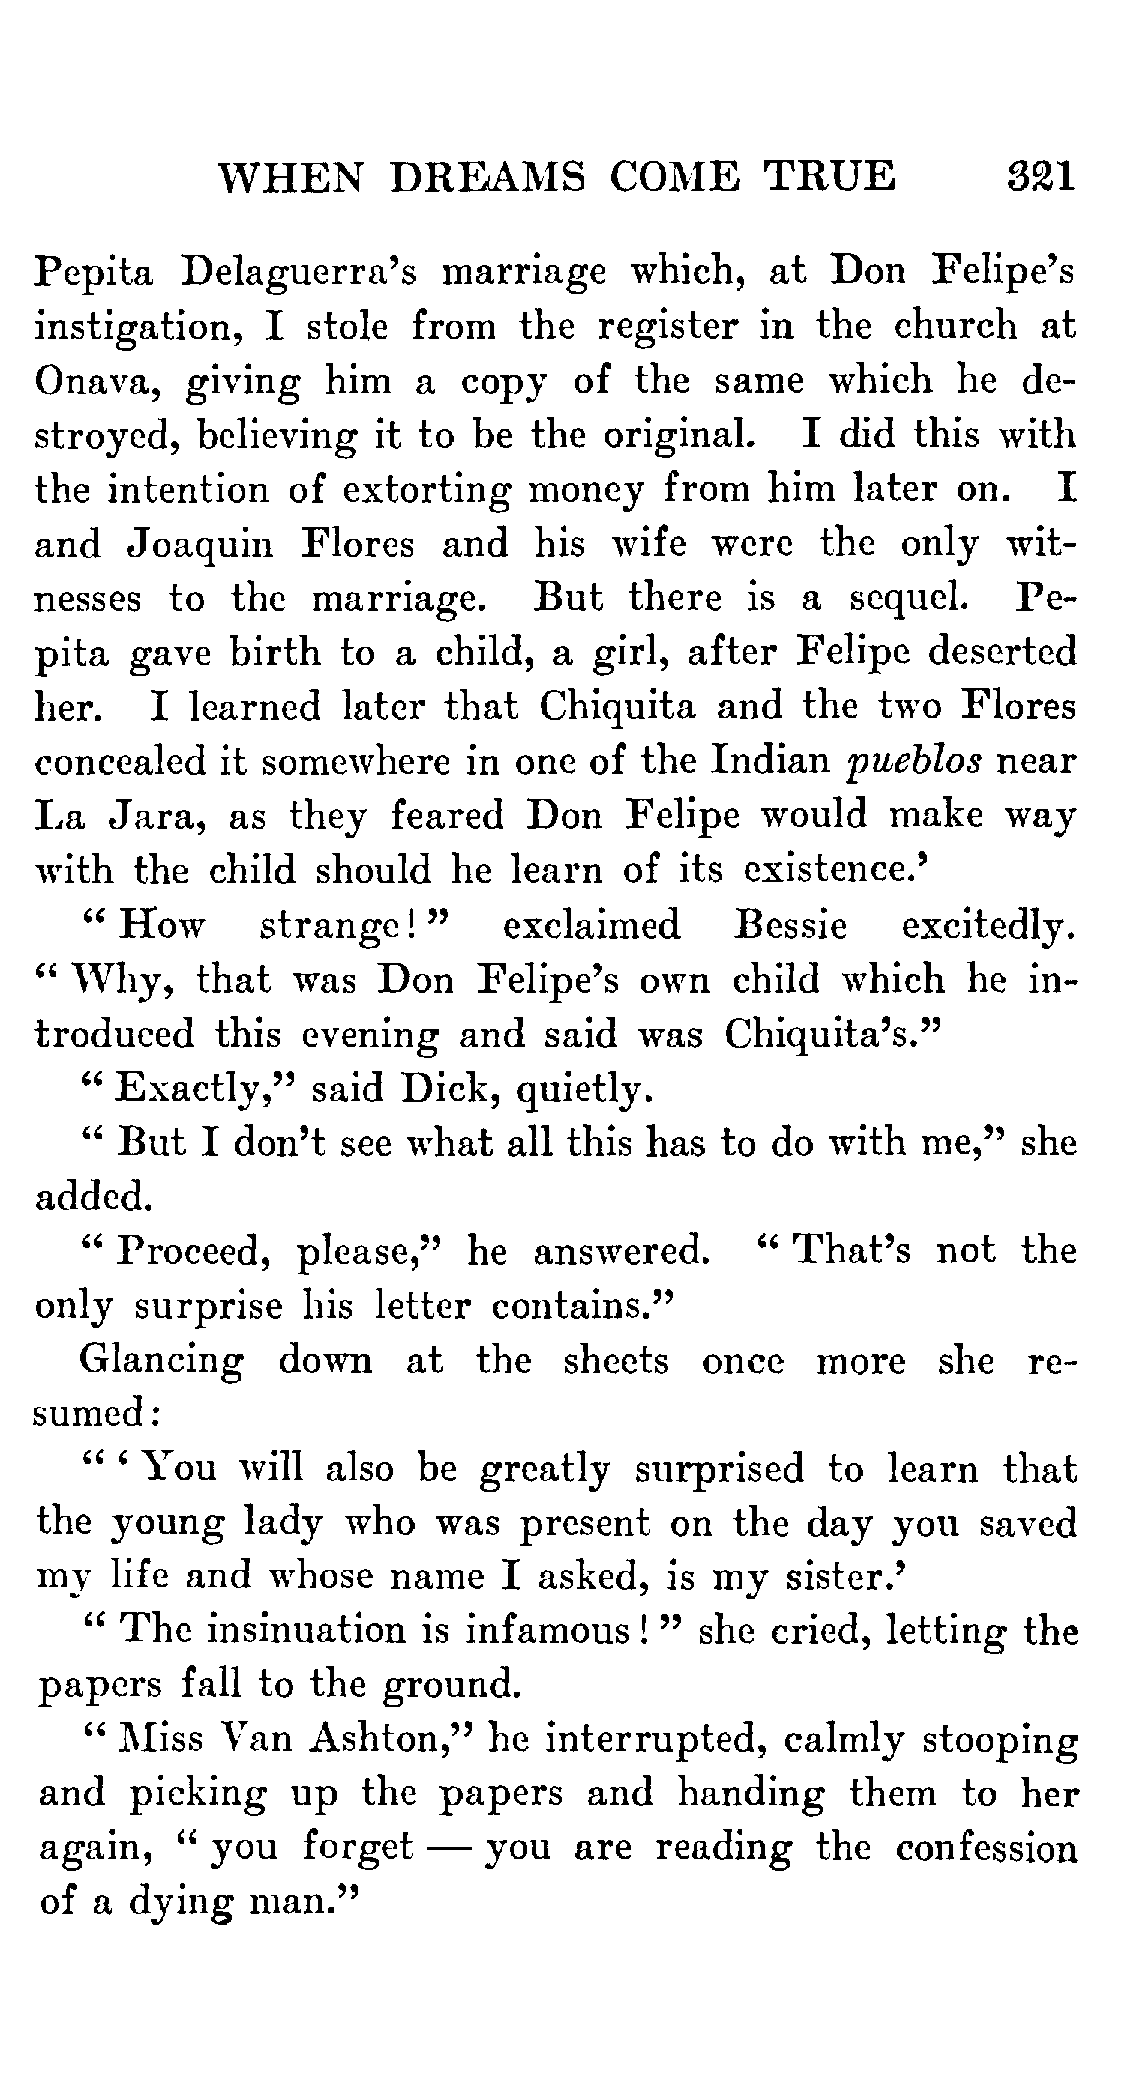 WHEN DREAMS COME TRUE 321
Pepita Delaguerra's marriage which, at Don Felipe's
instigation, I stole from the register in the church at
Onava, giving him a copy of the same which he de-
stroyed, believing it to be the original. I did this with
the intention of extorting money from him later on. I
and Joaquin Flores and his wife were the only wit-
nesses to the marriage. But there is a sequel. Pe-
pita gave birth to a child, a girl, after Felipe deserted
her. I learned later that Chiquita and the two Flores
concealed it somewhere in one of the Indian pueblos near
La Jara, as they feared Don Felipe would make way
with the child should he learn of its existence.'
" How strange! " exclaimed Bessie excitedly.
" Why, that was Don Felipe's own child which he in-
troduced this evening and said was Chiquita's."
" Exactly," said Dick, quietly.
" But I don't see what all this has to do with me," she
added.
" Proceed, please," he answered. " That's not the
only surprise his letter contains."
Glancing down at the sheets once more she re-
sumed:
" ' You will also be greatly surprised to learn that
the young lady who was present on the day you saved
my life and whose name I asked, is my sister.'
" The insinuation is infamous! " she cried, letting the
papers fall to the ground.
" Miss Van Ashton," he interrupted, calmly stooping
and picking up the papers and handing them to her
again, " you forget — you are reading the confession
of a dying man."